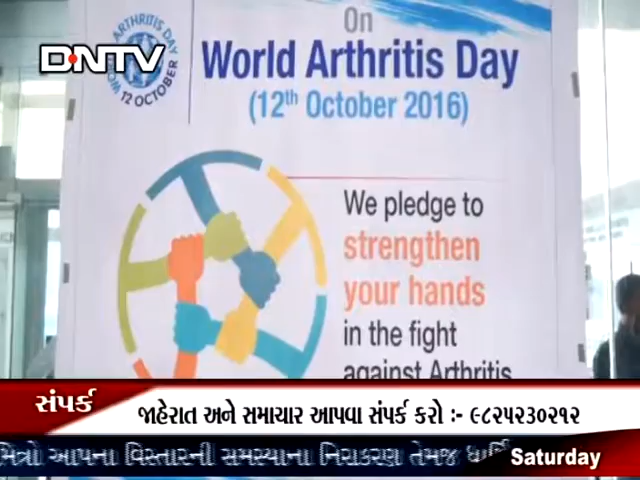 On
DNTV
WORLD ARTHRITIS DAY
12 OCTOBER
World Arthritis Day
(12th October 2016)
We pledge to
strengthen
your hands
in the fight
against Arthritis
સંપર્ક
જાહેરાત અને સમાચાર આપવા સંપર્ક કરો :- ૯૮૨૫૨૩૦૨૧૨
મિત્રો આપના વિસ્તારની સમસ્યાના નિરાકરણ તેમજ
Saturday